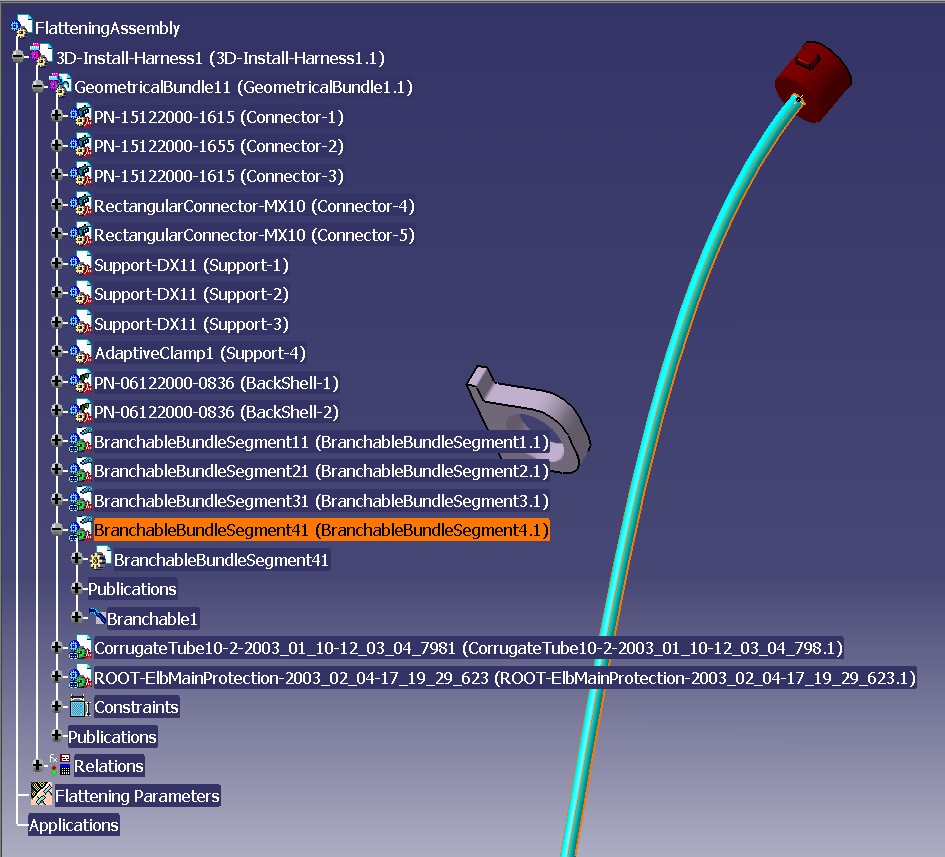 FlatteningAssembly
3D-Install-Harness1 (3D-Install-Harness1.1)
GeometricalBundle11 (GeometricalBundle1.1)
PN-15122000-1615 (Connector-1)
PN-15122000-1655 (Connector-2)
PN-15122000-1615 (Connector-3)
RectangularConnector-MX10 (Connector-4)
RectangularConnector-MX10 (Connector-5)
Support-DX11 (Support-1)
Support-DX11 (Support-2)
Support-DX11 (Support-3)
AdaptiveClamp1 (Support-4)
PN-06122000-0836 (BackShell-1)
PN-06122000-0836 (BackShell-2)
BranchableBundleSegment11 (BranchableBundleSegment1.1)
BranchableBundleSegment21 (BranchableBundleSegment2.1)
BranchableBundleSegment31 (BranchableBundleSegment3.1)
BranchableBundleSegment41 (BranchableBundleSegment4.1)
BranchableBundleSegment41
Publications
Branchable1
CorrugateTube10-2-2003_01_10-12_03_04_7981 (CorrugateTube10-2-2003_01_10-12_03_04_798.1)
ROOT-ElbMainProtection-2003_02_04-17_19_29_623 (ROOT-ElbMainProtection-2003_02_04-17_19_29_623.1)
Constraints
Publications
Relations
Flattening Parameters
Applications